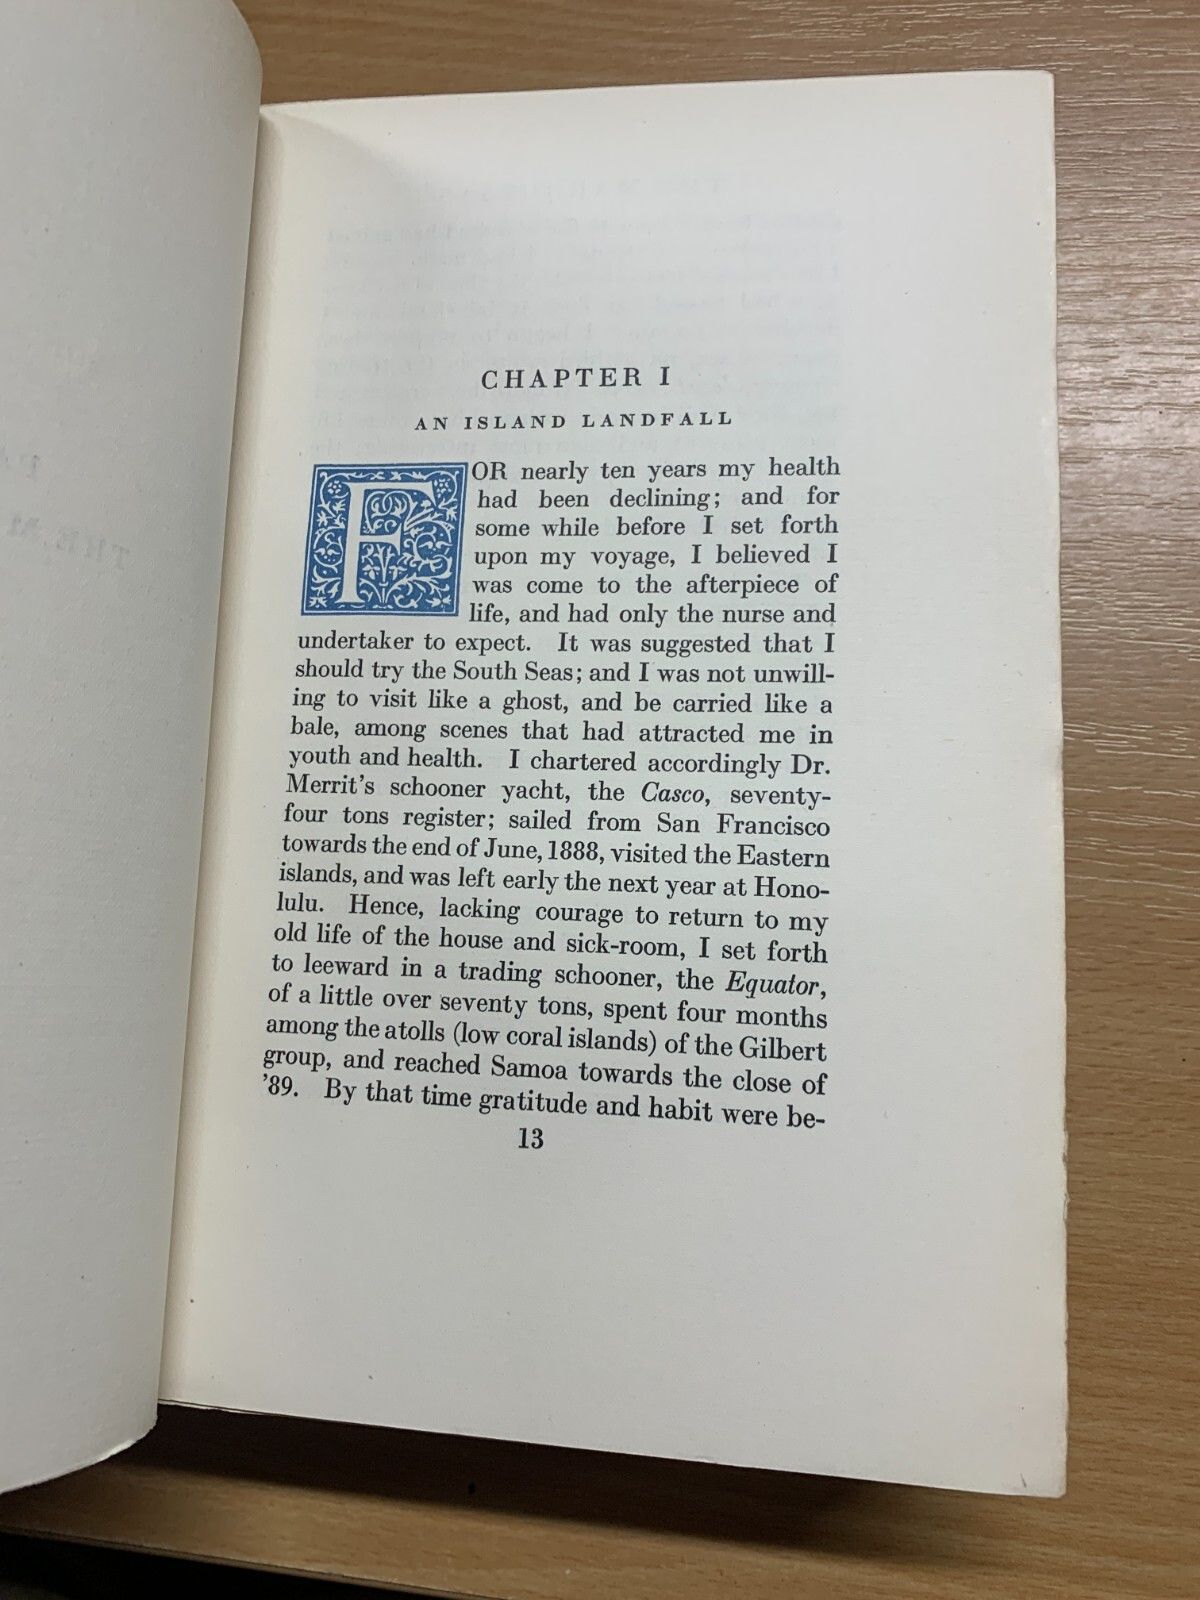 CHAPTER I
AN ISLAND LANDFALL
FOR nearly ten years my health
had been declining; and for
some while before I set forth
upon my voyage, I believed I
was come to the afterpiece of
life, and had only the nurse and
undertaker to expect. It was suggested that I
should try the South Seas; and I was not unwill-
ing to visit like a ghost, and be carried like a
bale, among scenes that had attracted me in
youth and health. I chartered accordingly Dr.
Merrit's schooner yacht, the Casco, seventy-
four tons register; sailed from San Francisco
towards the end of June, 1888, visited the Eastern
islands, and was left early the next year at Hono-
lulu. Hence, lacking courage to return to my
old life of the house and sick-room, I set forth
to leeward in a trading schooner, the Equator,
of a little over seventy tons, spent four months
among the atolls (low coral islands) of the Gilbert
group, and reached Samoa towards the close of
'89. By that time gratitude and habit were be-
13